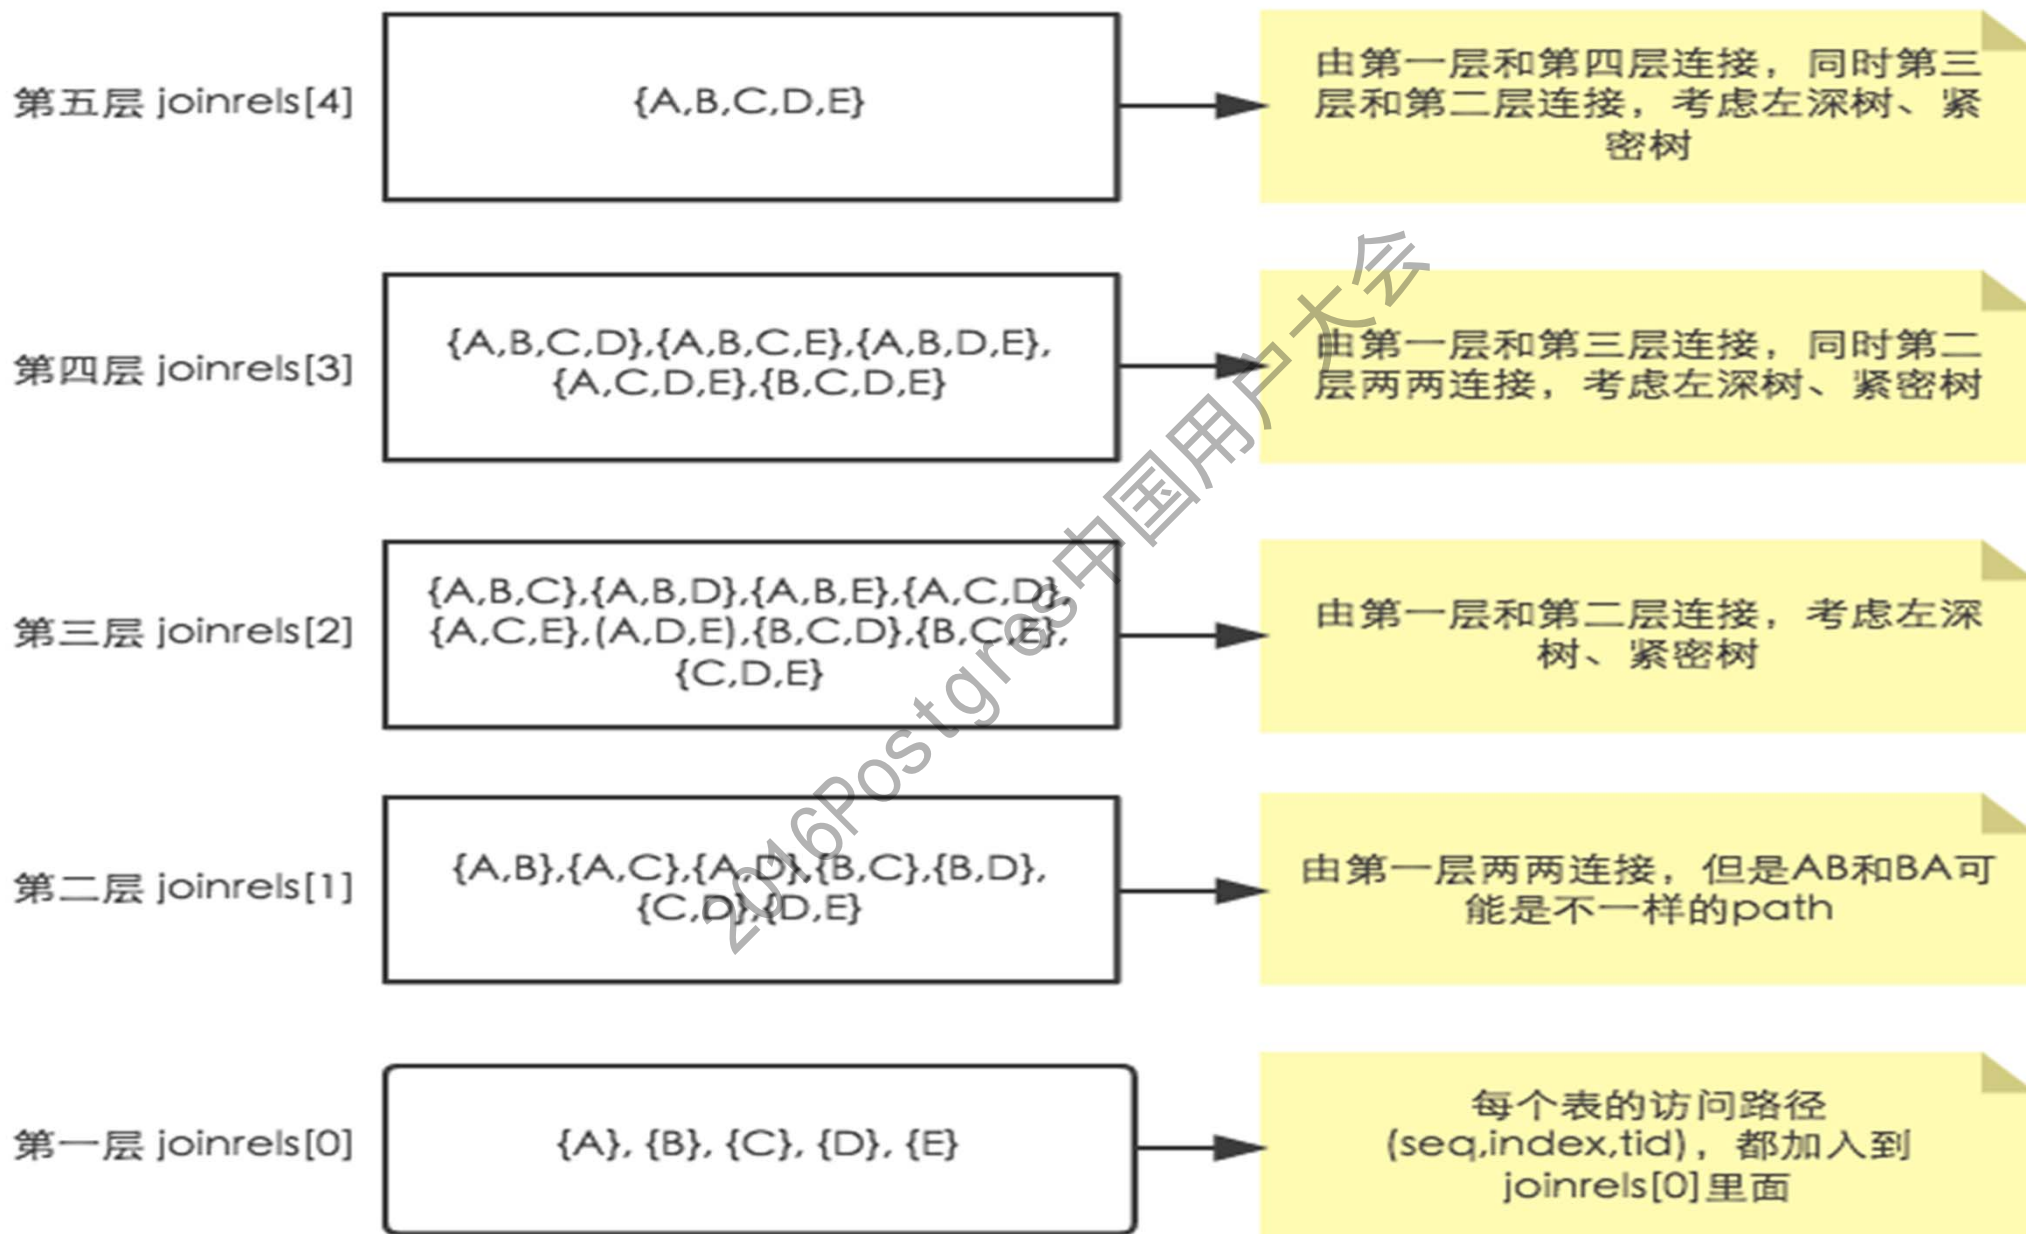 第五层 joinrels[4]
{A,B,C,D,E}
由第一层和第四层连接，同时第三
层和第二层连接，考虑左深树、紧
密树
第四层 joinrels[3]
{A,B,C,D},{A,B,C,E},{A,B,D,E},
{A,C,D,E},{B,C,D,E}
由第一层和第三层连接，同时第二
层两两连接，考虑左深树、紧密树
第三层 joinrels[2]
{A,B,C},{A,B,D},{A,B,E},{A,C,D},
{A,C,E},(A,D,E),{B,C,D},{B,C,E},
{C,D,E}
由第一层和第二层连接，考虑左深
树、紧密树
第二层 joinrels[1]
{A,B},{A,C},{A,D},{B,C},{B,D},
{C,D},{D,E}
由第一层两两连接，但是AB和BA可
能是不一样的path
第一层 joinrels[0]
{A}, {B}, {C}, {D}, {E}
每个表的访问路径
(seq,index,tid)，都加入到
joinrels[0]里面
2016Postgres中国用户大会